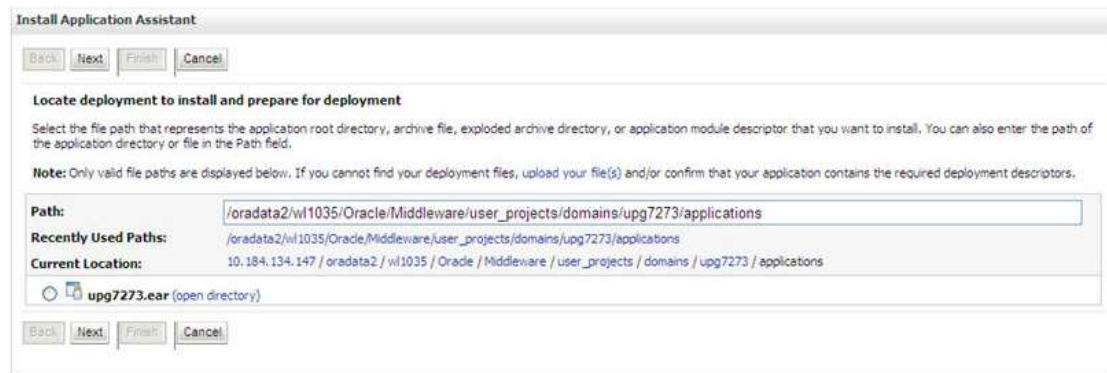 Install Application Assistant
Back Next Finish Cancel
Locate deployment to install and prepare for deployment
Select the file path that represents the application root directory, archive file, exploded archive directory, or application module descriptor that you want to install. You can also enter the path of
the application directory or file in the Path field.
Note: Only valid file paths are displayed below. If you cannot find your deployment files, upload your file(s) and/or confirm that your application contains the required deployment descriptors.
Path: /oradata2/wl1035/Oracle/Middleware/user_projects/domains/upg7273/applications
Recently Used Paths: /oradata2/wl1035/Oracle/Middleware/user_projects/domains/upg7273/applications
Current Location: 10.184.134.147 / oradata2 / wl1035 / Oracle / Middleware / user_projects / domains / upg7273 / applications
upg7273.ear (open directory)
Back Next Finish Cancel